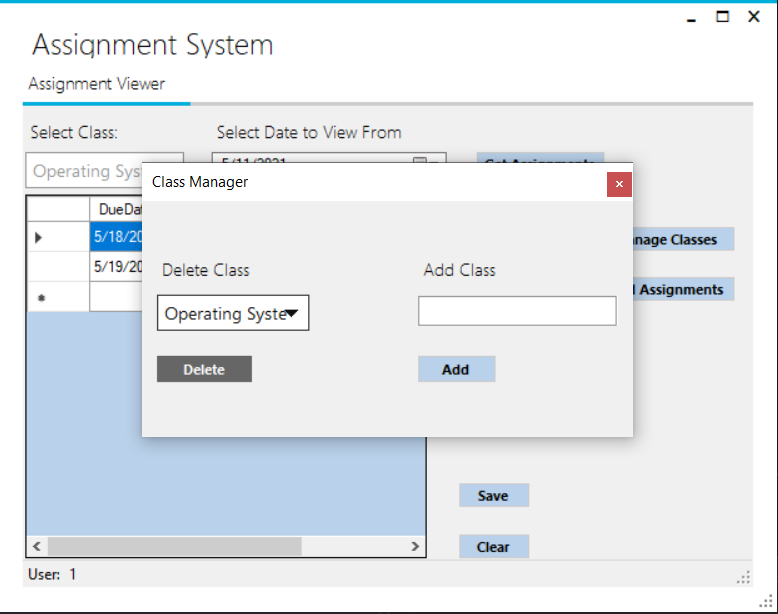 Assignment System
Assignment Viewer
Select Class:
Select Date to View From
Operating Sys
5/11/2021
Get Assignments
Class Manager
DueDat
5/18/20
nage Classes
5/19/20
Delete Class
Add Class
l Assignments
Operating Syste
Delete
Add
Save
Clear
User: 1